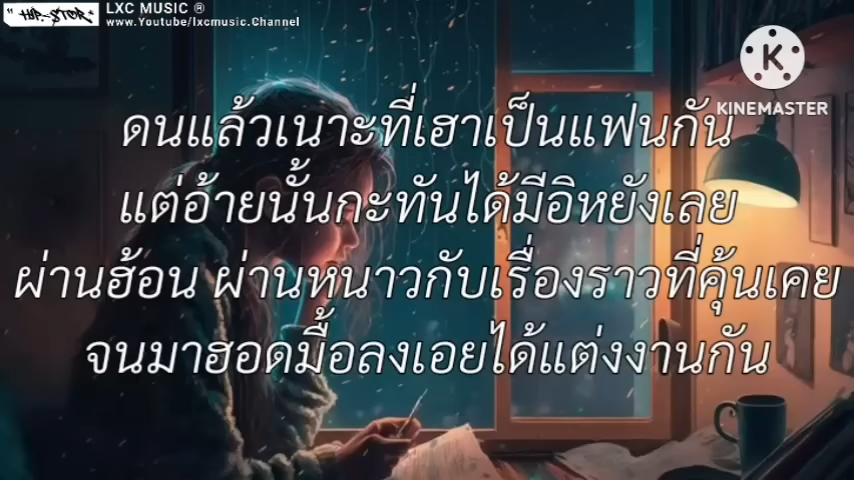 HIP-STOR
LXC MUSIC ®
www.Youtube/lxcmusic.Channel
KINEMASTER
ดนแล้วเนาะที่เฮาเป็นแฟนกัน
แต่อ้ายนั้นกะทันได้มีอิหยังเลย
ผ่านฮ้อน ผ่านหนาวกับเรื่องราวที่คุ้นเคย
จนมาฮอดมื้อลงเอยได้แต่งงานกัน